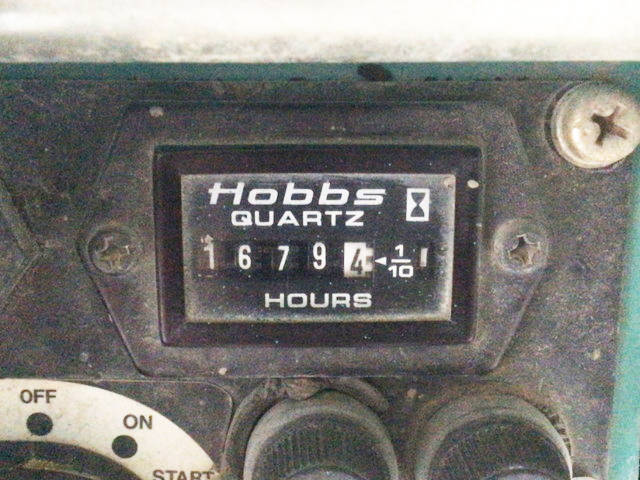 Hobbs
QUARTZ
1 6 7 9 4 ◄ 1/10
HOURS
OFF
ON
START